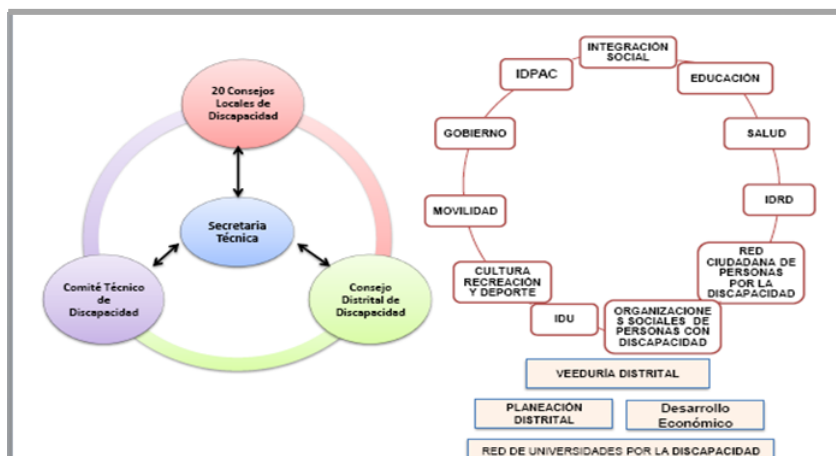 20 Consejos
Locales de
Discapacidad
Secretaria
Técnica
Comité Técnico
de
Discapacidad
Consejo
Distrital de
Discapacidad
INTEGRACIÓN
SOCIAL
IDPAC
EDUCACIÓN
GOBIERNO
SALUD
MOVILIDAD
IDRD
RED
CIUDADANA DE
PERSONAS
POR LA
DISCAPACIDAD
CULTURA
RECREACIÓN
Y DEPORTE
IDU
ORGANIZACIONE
S SOCIALES DE
PERSONAS CON
DISCAPACIDAD
VEEDURÍA DISTRITAL
PLANEACIÓN
DISTRITAL
Desarrollo
Económico
RED DE UNIVERSIDADES POR LA DISCAPACIDAD